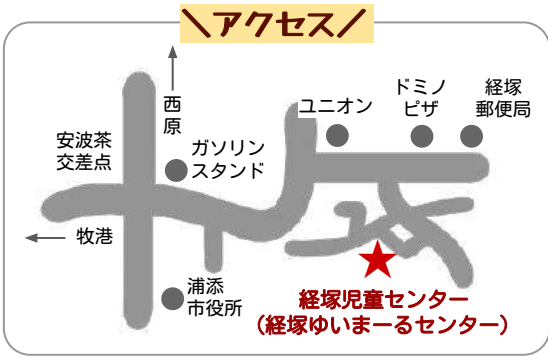 ＼アクセス／
西
原
安波茶
交差点
ガソリン
スタンド
ユニオン
ドミノ
ピザ
経塚
郵便局
牧港
浦添
市役所
経塚児童センター
（経塚ゆいまーるセンター）